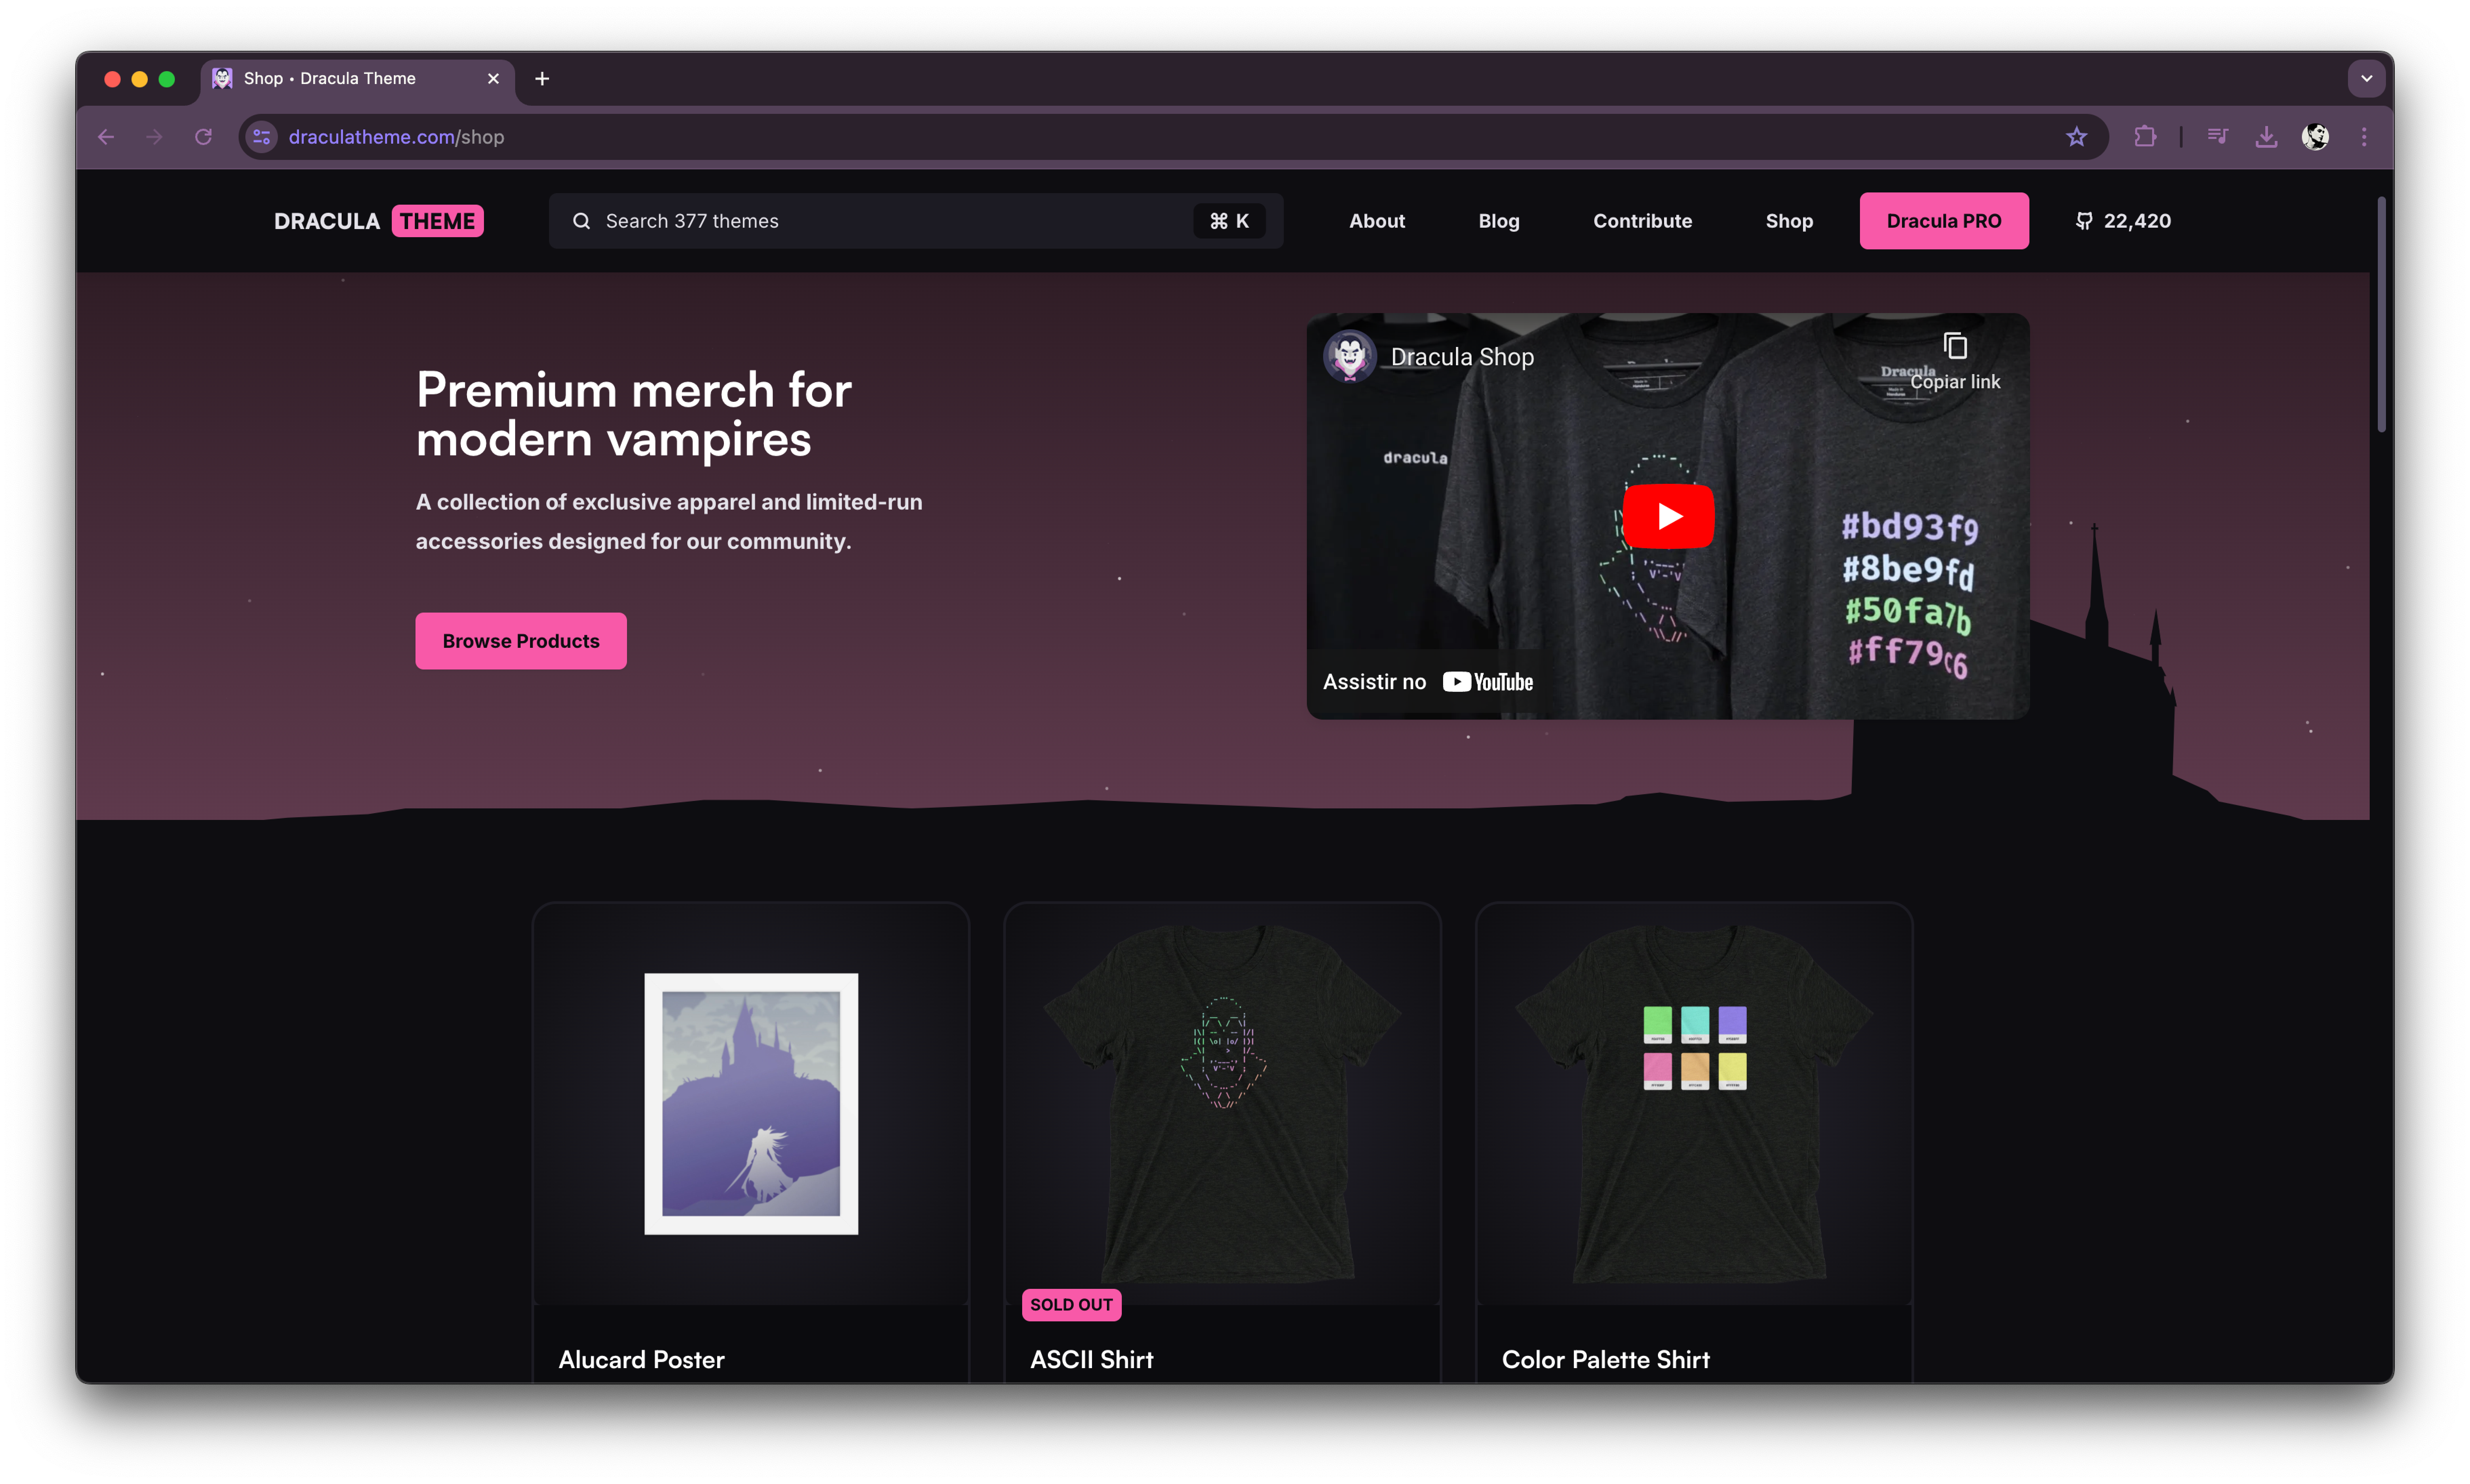 Shop • Dracula Theme
draculatheme.com/shop
DRACULA THEME
Search 377 themes
⌘ K
About
Blog
Contribute
Shop
Dracula PRO
22,420
Premium merch for
modern vampires
A collection of exclusive apparel and limited-run
accessories designed for our community.
Browse Products
Dracula Shop
Copiar link
Dracula
dracula
#bd93f9
#8be9fd
#50fa7b
#ff79c6
Assistir no YouTube
SOLD OUT
Alucard Poster
ASCII Shirt
Color Palette Shirt